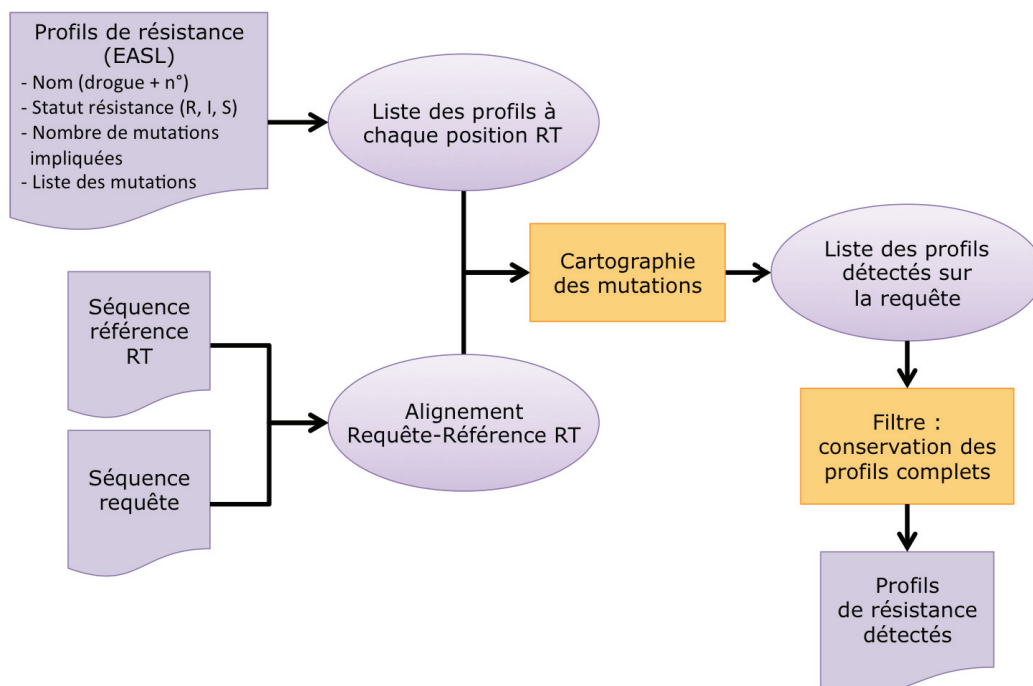 Profils de résistance
(EASL)
- Nom (drogue + n°)
- Statut résistance (R, I, S)
- Nombre de mutations
impliquées
- Liste des mutations
Liste des profils à
chaque position RT
Cartographie
des mutations
Liste des profils
détectés sur
la requête
Séquence
référence
RT
Séquence
requête
Alignement
Requête-Référence RT
Filtre :
conservation des
profils complets
Profils
de résistance
détectés